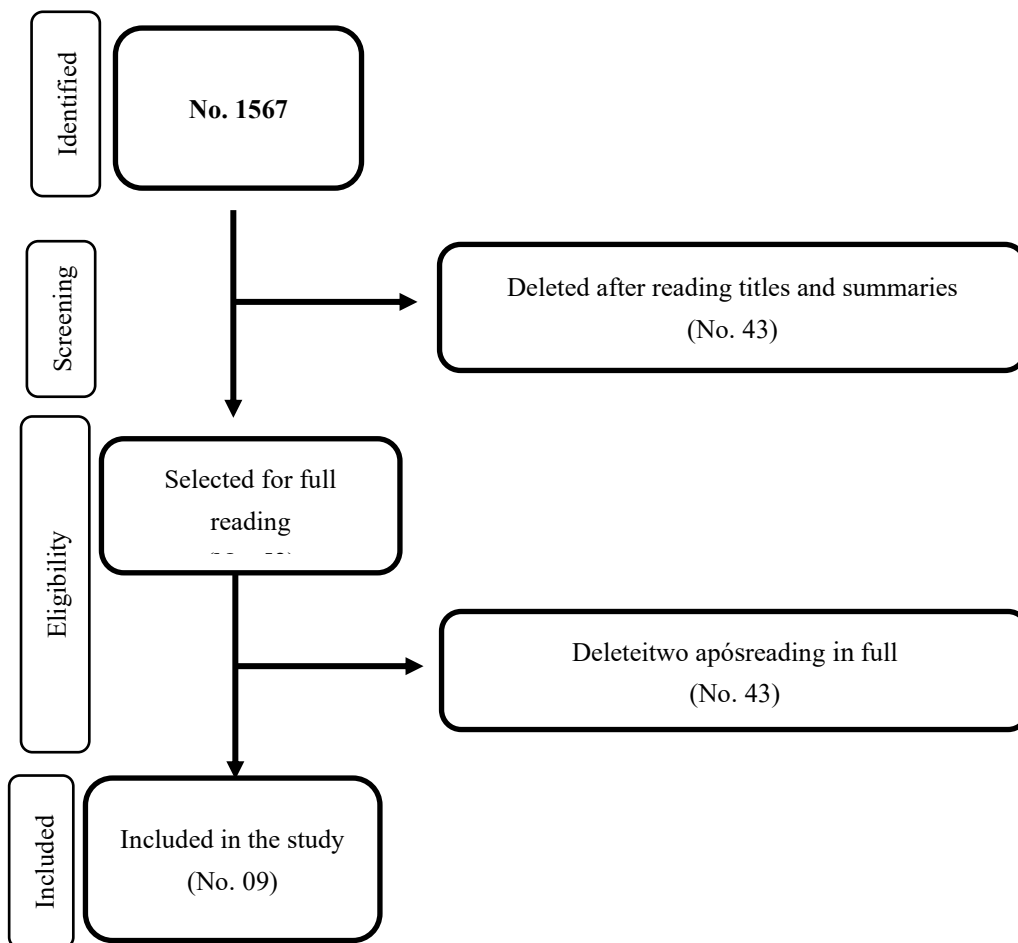 Identified
No. 1567
Screening
Deleted after reading titles and summaries
(No. 43)
Eligibility
Selected for full
reading
Deleteitwo apósreading in full
(No. 43)
Included
Included in the study
(No. 09)